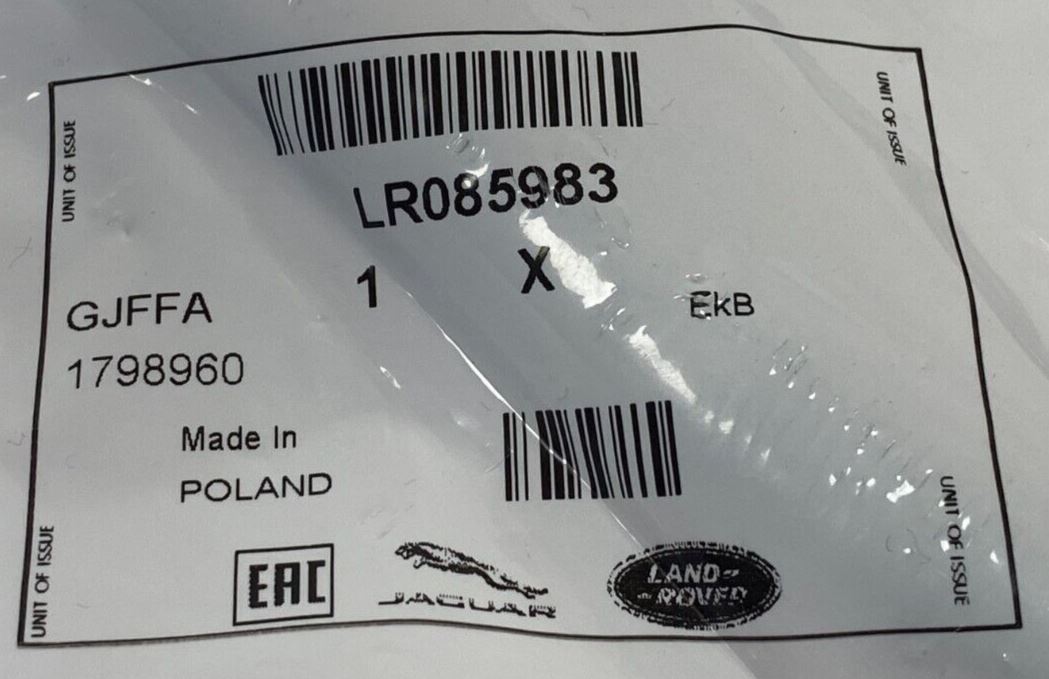 UNIT OF ISSUE
UNIT OF ISSUE
LR085983
1 X
EkB
GJFFA
1798960
Made In
POLAND
UNIT OF ISSUE
UNIT OF ISSUE
EAC
JAGUAR
LAND-
-ROVER